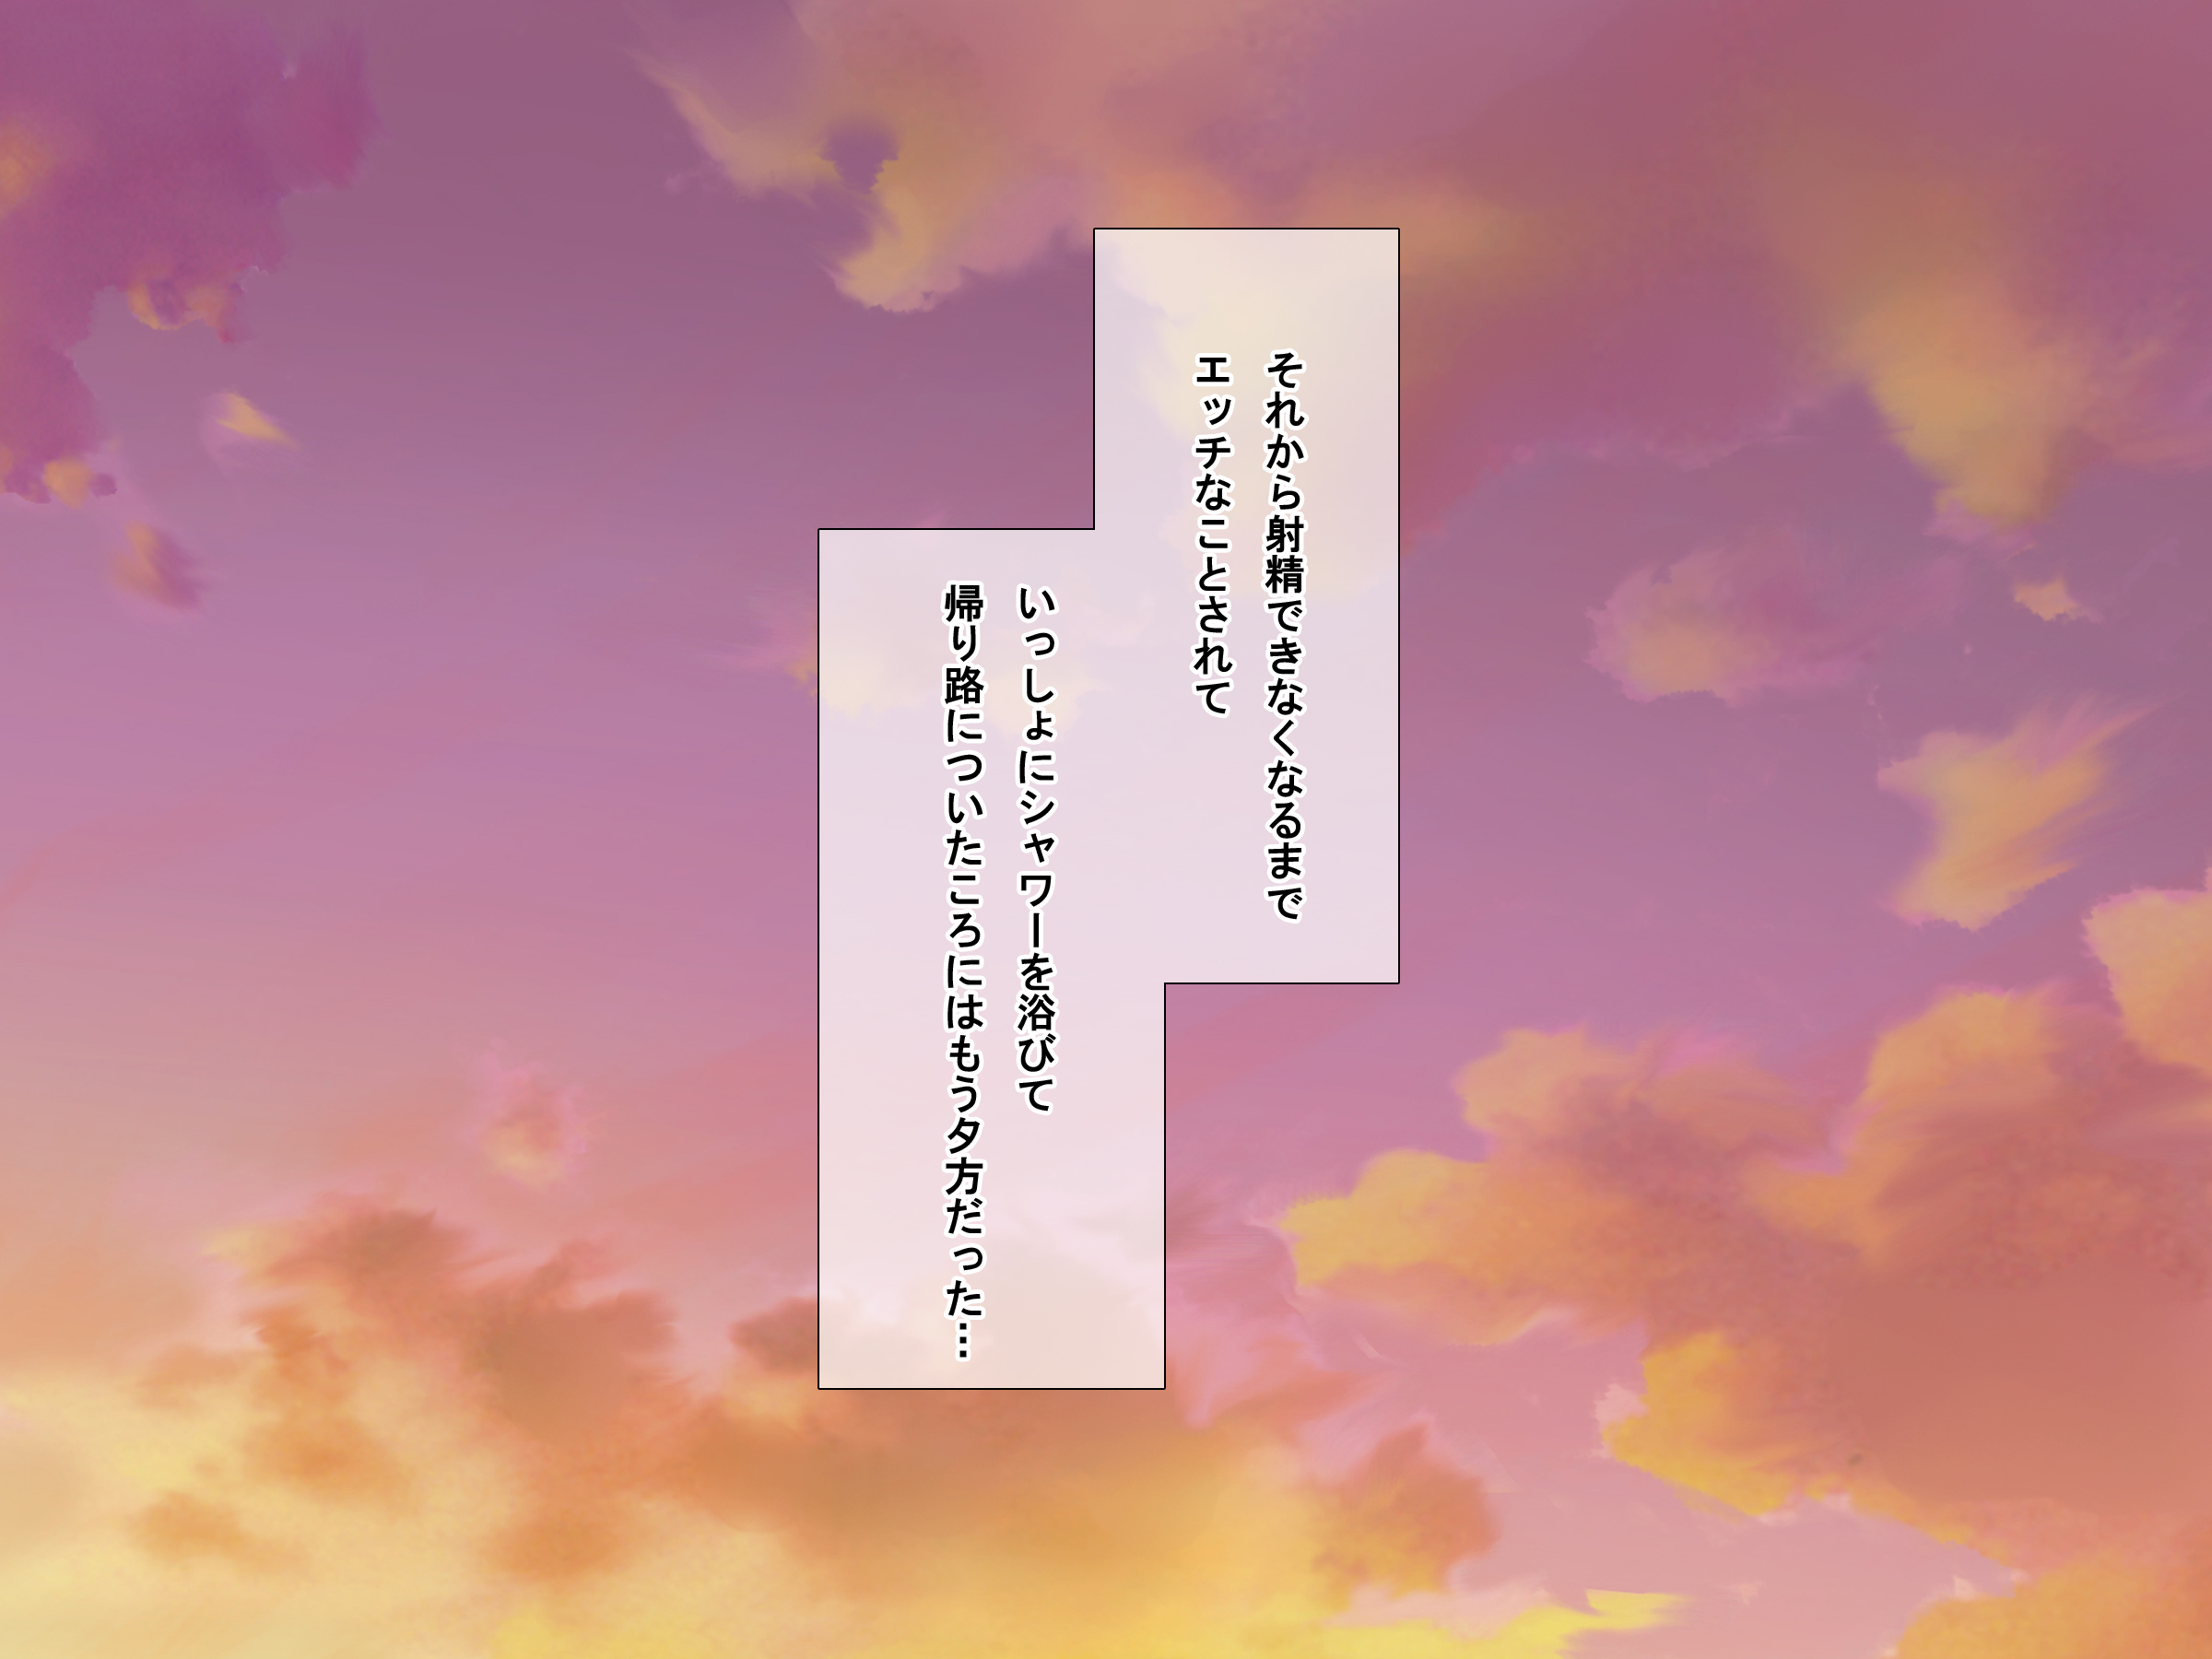 それから射精できなくなるまで
エッチなことされて
いっしょにシャワーを浴びて
帰り路についたころにはもう夕方だった…